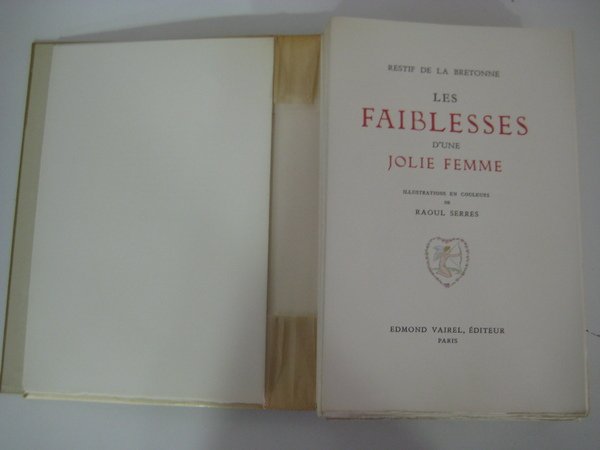 RESTIF DE LA BRETONNE
LES
FAIBLESSES
D'UNE
JOLIE FEMME
ILLUSTRATIONS EN COULEURS
DE
RAOUL SERRES
EDMOND VAIREL, ÉDITEUR
PARIS